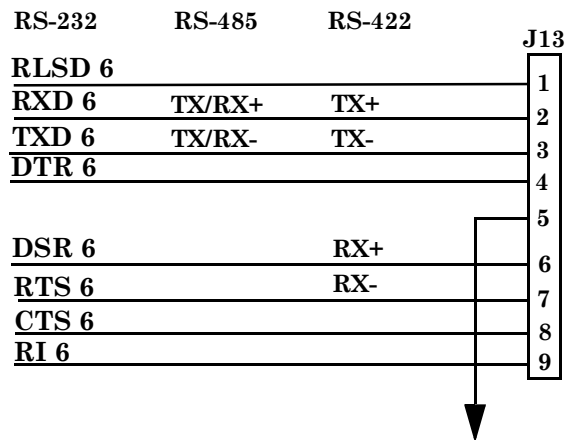 RS-232 RS-485 RS-422
J13
RLSD 6
1
RXD 6 TX/RX+ TX+
2
TXD 6 TX/RX- TX-
3
DTR 6
4
5
DSR 6 RX+
6
RTS 6 RX-
7
CTS 6
8
RI 6
9